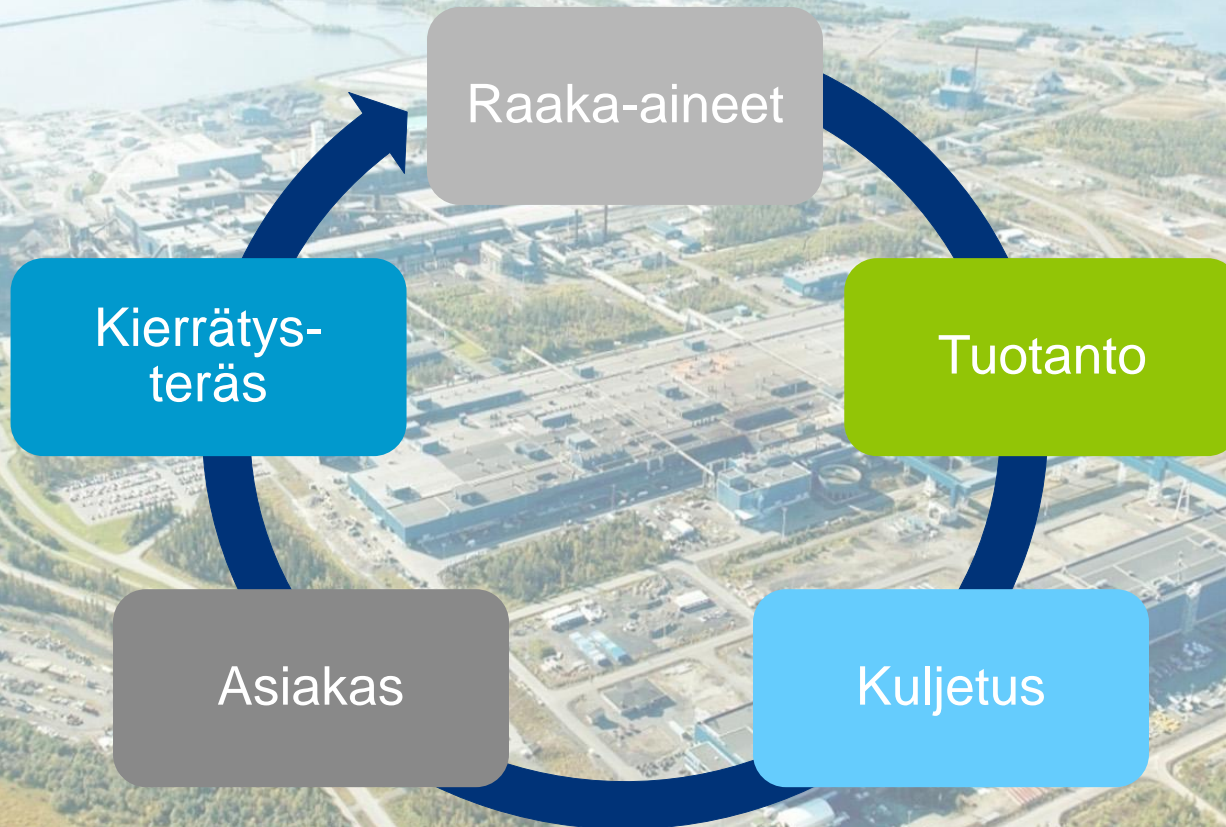 Raaka-aineet
Tuotanto
Kuljetus
Asiakas
Kierrätys-
teräs